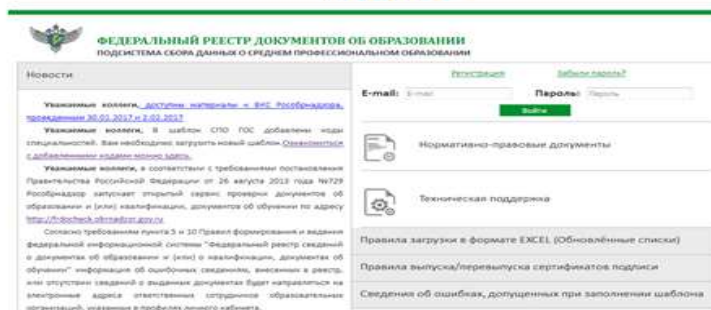 ФЕДЕРАЛЬНЫЙ РЕЕСТР ДОКУМЕНТОВ ОБ ОБРАЗОВАНИИ
ПОДСИСТЕМА СБОРА ДАННЫХ О СРЕДНЕМ ПРОФЕССИОНАЛЬНОМ ОБРАЗОВАНИИ
Новости
Уважаемые коллеги, доступны материалы с ВКС Рособрнадзора,
проведенным 30.01.2017 и 2.02.2017
Уважаемые коллеги, В шаблон СПО ГОС добавлены коды
специальностей. Вам необходимо загрузить новый шаблон. Ознакомиться
с добавленными кодами можно здесь.
Уважаемые коллеги, в соответствии с требованиями постановления
Правительства Российской Федерации от 26 августа 2013 года №729
Рособрнадзор запускает открытый сервис проверки документов об
образовании и (или) квалификации, документов об обучении по адресу
http://frdocheck.obrnadzor.gov.ru
Согласно требованиям пункта 5 и 10 Правил формирования и ведения
федеральной информационной системы "Федеральный реестр сведений
о документах об образовании и (или) о квалификации, документах об
обучении" информация об ошибочных сведениях, внесенных в реестр,
или отсутствии сведений о выданных документах будет направляться на
электронные адреса ответственных сотрудников образовательных
организаций, указанных в профилях личного кабинета.
Регистрация Забыли пароль?
E-mail: E-mail Пароль: Пароль
Войти
Нормативно-правовые документы
Техническая поддержка
Правила загрузки в формате EXCEL (Обновлённые списки)
Правила выпуска/перевыпуска сертификатов подписи
Сведения об ошибках, допущенных при заполнении шаблона